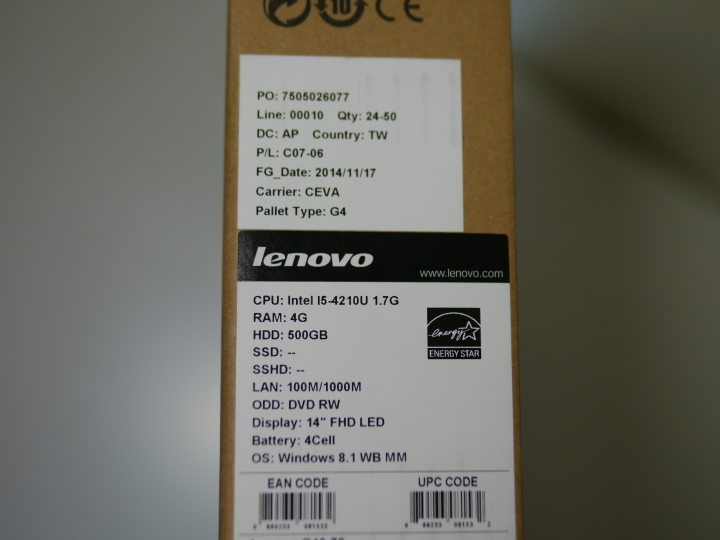 10
CE
PO: 7505026077
Line: 00010 Qty: 24-50
DC: AP Country: TW
P/L: C07-06
FG_Date: 2014/11/17
Carrier: CEVA
Pallet Type: G4
lenovo
www.lenovo.com
CPU: Intel I5-4210U 1.7G
RAM: 4G
HDD: 500GB
SSD: --
SSHD: --
LAN: 100M/1000M
ODD: DVD RW
Display: 14" FHD LED
Battery: 4Cell
OS: Windows 8.1 WB MM
energy
ENERGY STAR
EAN CODE UPC CODE